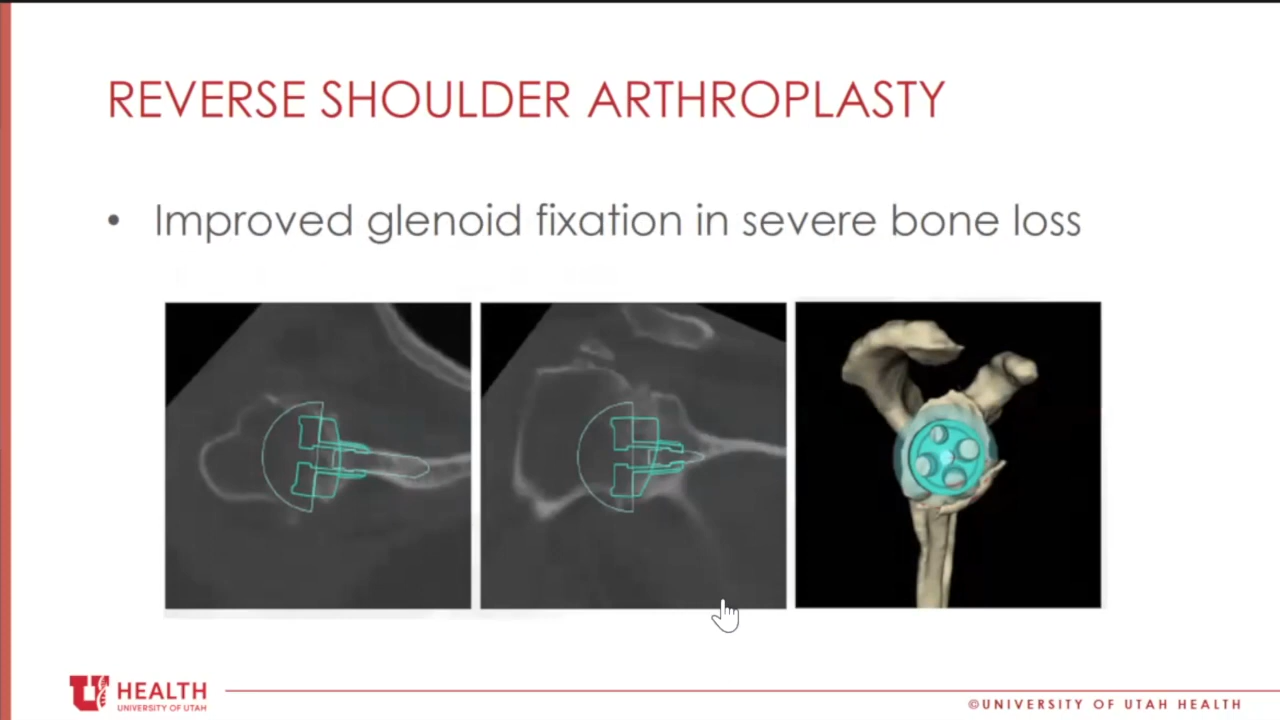 REVERSE SHOULDER ARTHROPLASTY
• Improved glenoid fixation in severe bone loss
U HEALTH
UNIVERSITY OF UTAH
©UNIVERSITY OF UTAH HEALTH